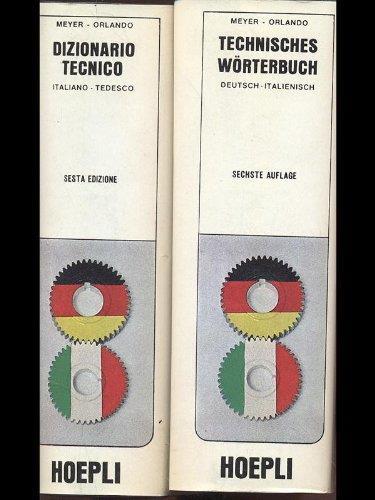 MEYER - ORLANDO
DIZIONARIO
TECNICO
ITALIANO - TEDESCO
SESTA EDIZIONE
HOEPLI
MEYER - ORLANDO
TECHNISCHES
WÖRTERBUCH
DEUTSCH - ITALIENISCH
SECHSTE AUFLAGE
HOEPLI